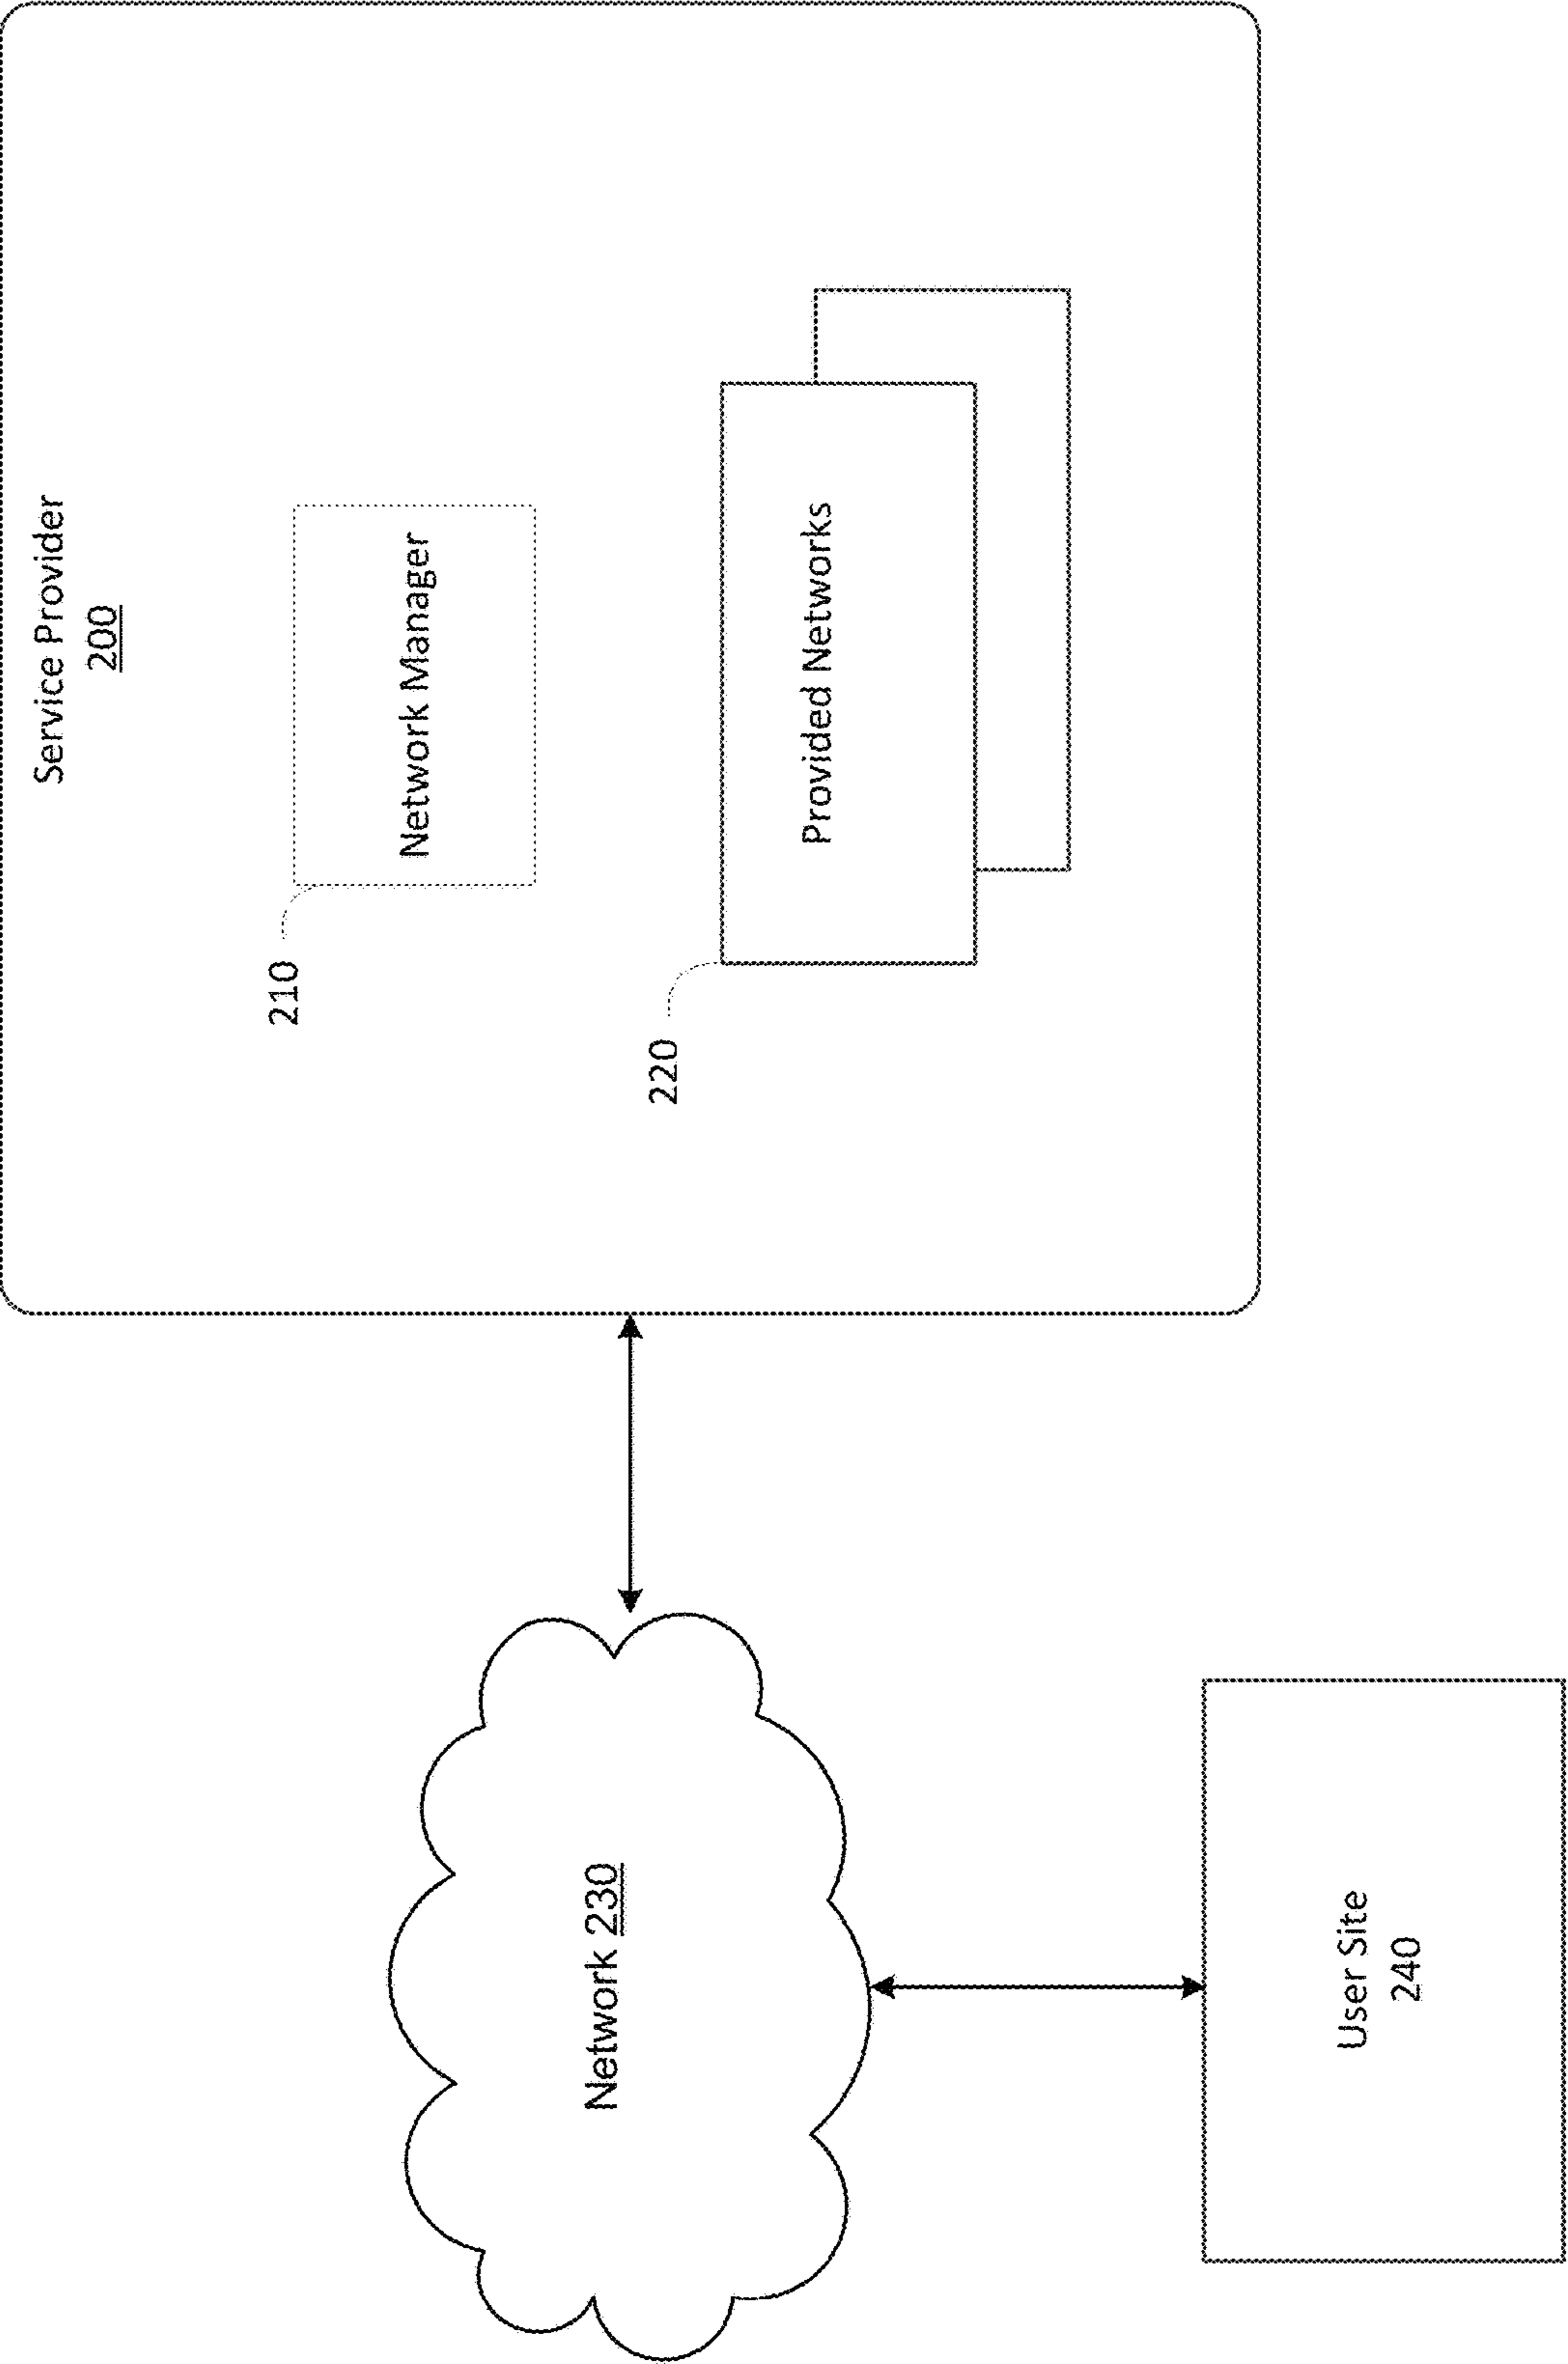 Service Provider
200
210
Network Manager
220
Provided Networks
Network 230
User Site
240